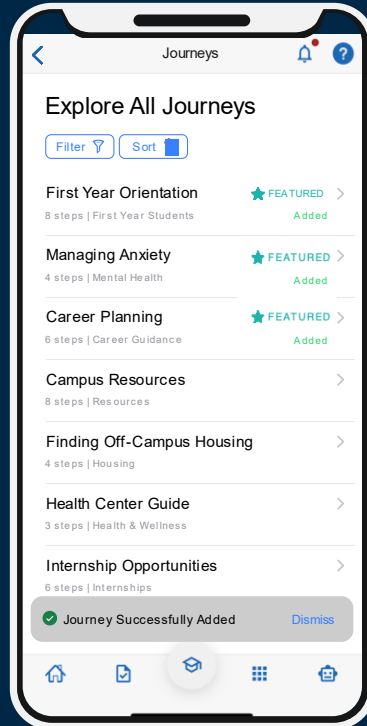 Journeys
?
Explore All Journeys
Filter Sort
First Year Orientation FEATURED
8 steps | First Year Students Added
Managing Anxiety FEATURED
4 steps | Mental Health Added
Career Planning FEATURED
6 steps | Career Guidance Added
Campus Resources
8 steps | Resources
Finding Off-Campus Housing
4 steps | Housing
Health Center Guide
3 steps | Health & Wellness
Internship Opportunities
6 steps | Internships
Journey Successfully Added Dismiss